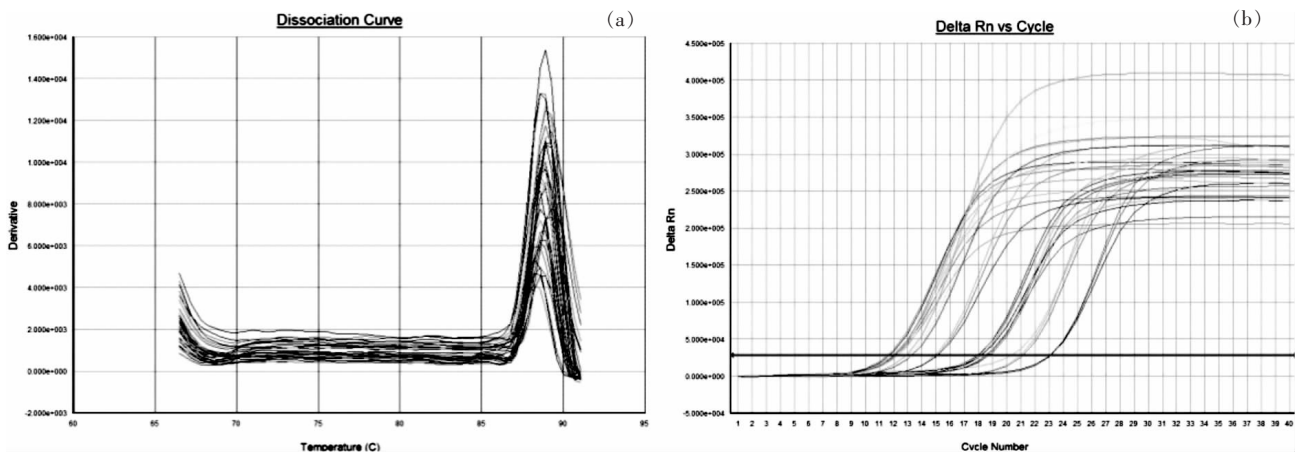 Dissociation Curve
(a)
1.600e+004
1.400e+004
1.200e+004
1.000e+004
8.000e+003
6.000e+003
4.000e+003
2.000e+003
0.000e+000
-2.000e+003
Derivative
60 65 70 75 80 85 90 95
Temperature (C)
(b)
Delta Rn vs Cycle
4.500e+005
4.000e+005
3.500e+005
3.000e+005
2.500e+005
2.000e+005
1.500e+005
1.000e+005
5.000e+004
0.000e+000
-5.000e+004
Delta Rn
1 2 3 4 5 6 7 8 9 10 11 12 13 14 15 16 17 18 19 20 21 22 23 24 25 26 27 28 29 30 31 32 33 34 35 36 37 38 39 40
Cycle Number